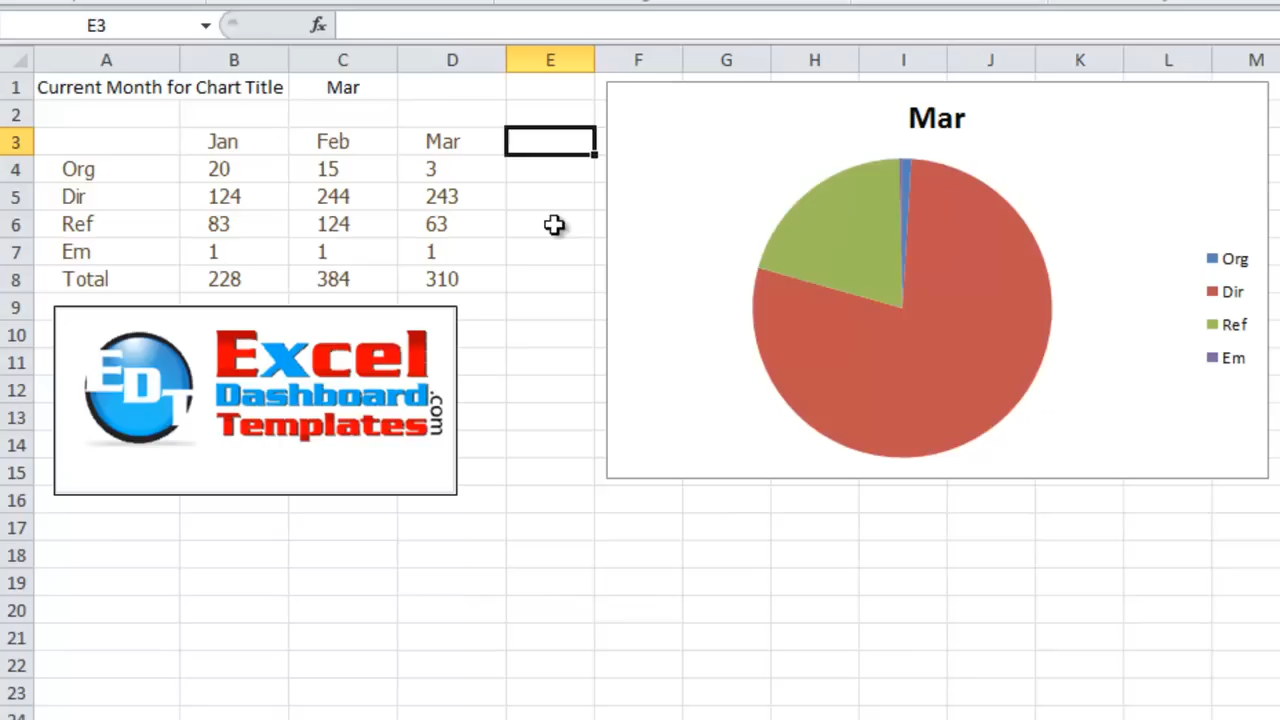 E3 fx
A B C D E F G H I J K L M
1 Current Month for Chart Title Mar
2
3 Jan Feb Mar
4 Org 20 15 3
5 Dir 124 244 243
6 Ref 83 124 63
7 Em 1 1 1
8 Total 228 384 310
9
10
11
12
13
14
15
16
17
18
19
20
21
22
23
24
EDT
Excel
Dashboard
Templates
.com
Mar
Org
Dir
Ref
Em